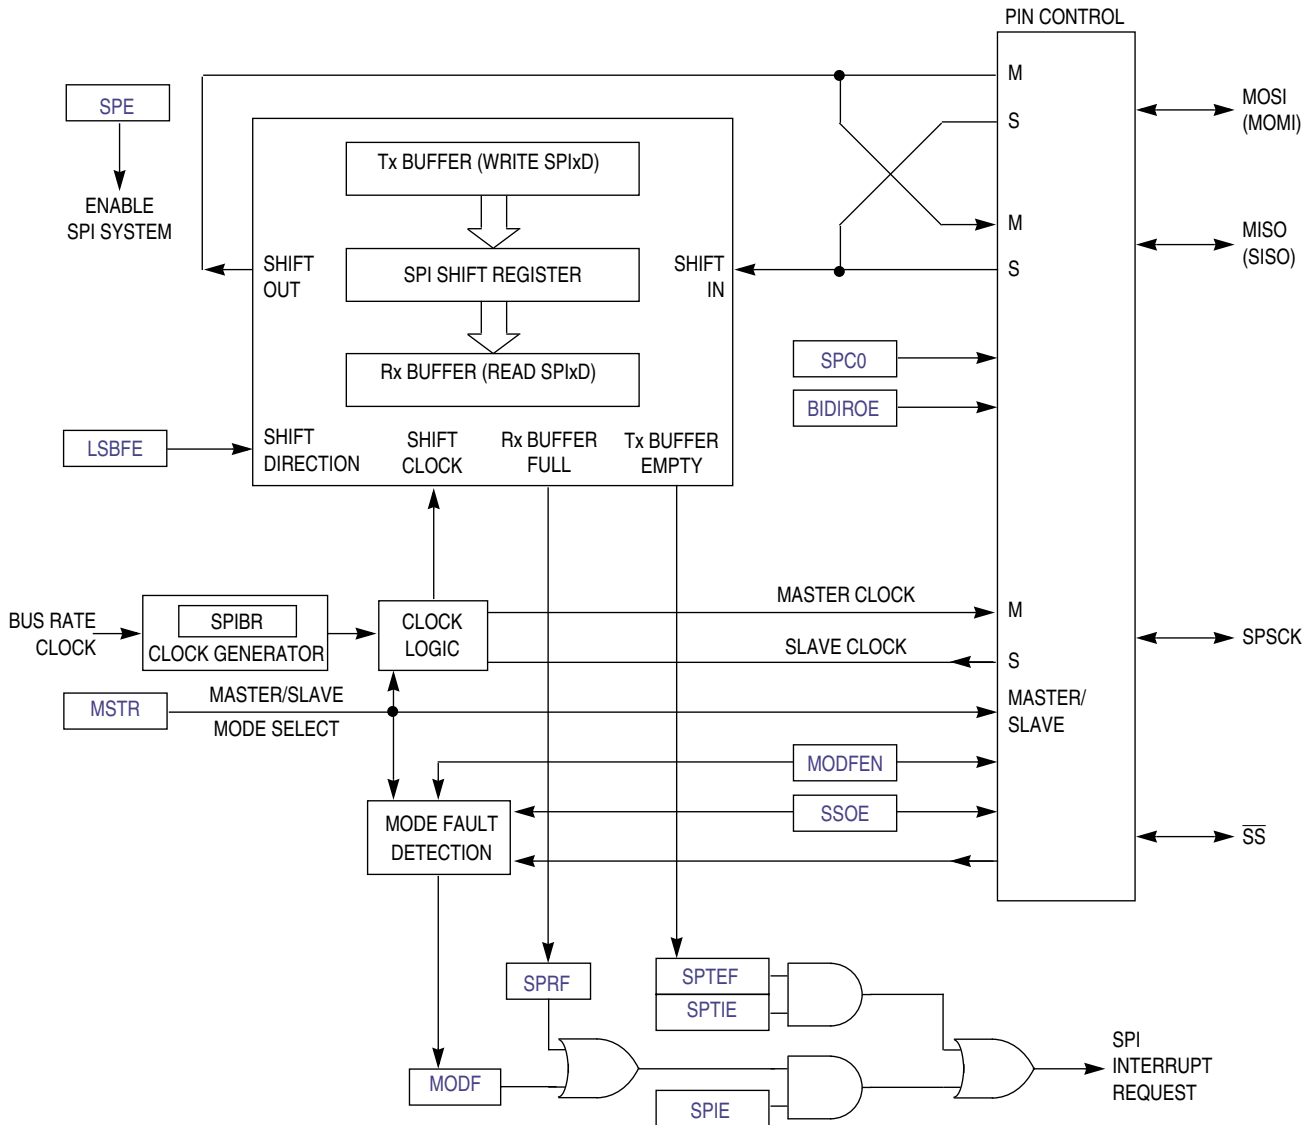 PIN CONTROL
M
SPE
MOSI
(MOMI)
S
Tx BUFFER (WRITE SPIxD)
ENABLE
SPI SYSTEM
M
MISO
(SISO)
SHIFT
OUT
SPI SHIFT REGISTER
SHIFT
IN
S
SPC0
Rx BUFFER (READ SPIxD)
BIDIROE
LSBFE
SHIFT
DIRECTION
SHIFT
CLOCK
Rx BUFFER
FULL
Tx BUFFER
EMPTY
MASTER CLOCK
M
BUS RATE
CLOCK
SPIBR
CLOCK GENERATOR
CLOCK
LOGIC
SLAVE CLOCK
S
SPSCK
MSTR
MASTER/SLAVE
MODE SELECT
MASTER/
SLAVE
MODFEN
SSOE
MODE FAULT
DETECTION
SS
SPRF
SPTEF
SPTIE
SPI
INTERRUPT
REQUEST
MODF
SPIE